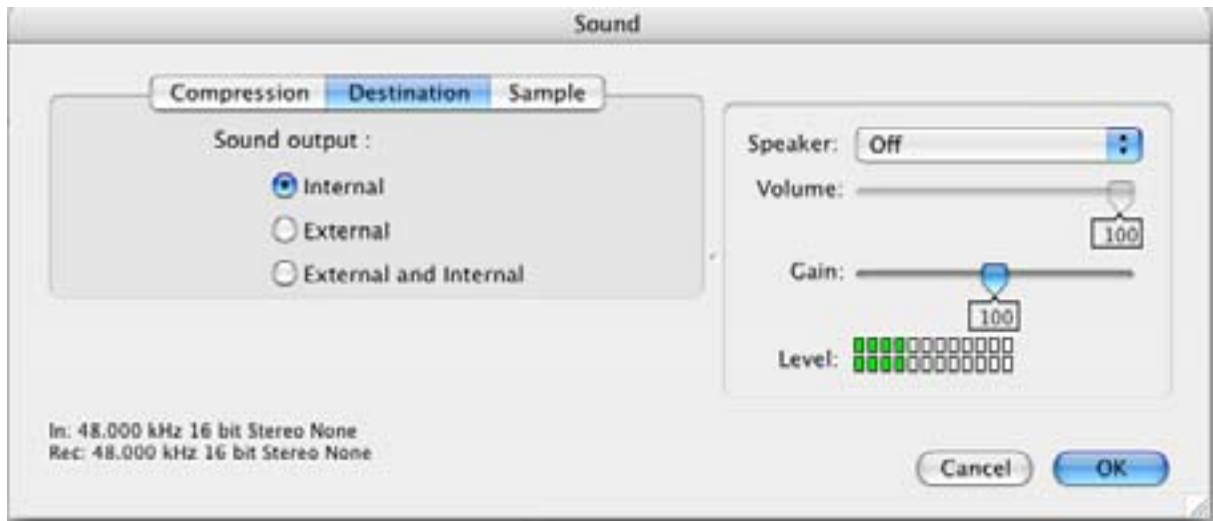 Sound
Compression Destination Sample
Sound output :
Internal
External
External and Internal
Speaker: Off
Volume:
100
Gain:
100
Level:
In: 48.000 kHz 16 bit Stereo None
Rec: 48.000 kHz 16 bit Stereo None
Cancel OK